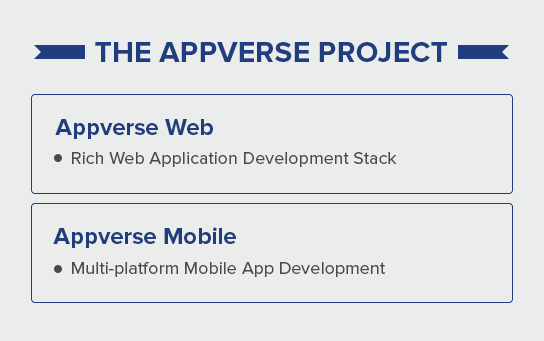 THE APPVERSE PROJECT
Appverse Web
• Rich Web Application Development Stack
Appverse Mobile
• Multi-platform Mobile App Development